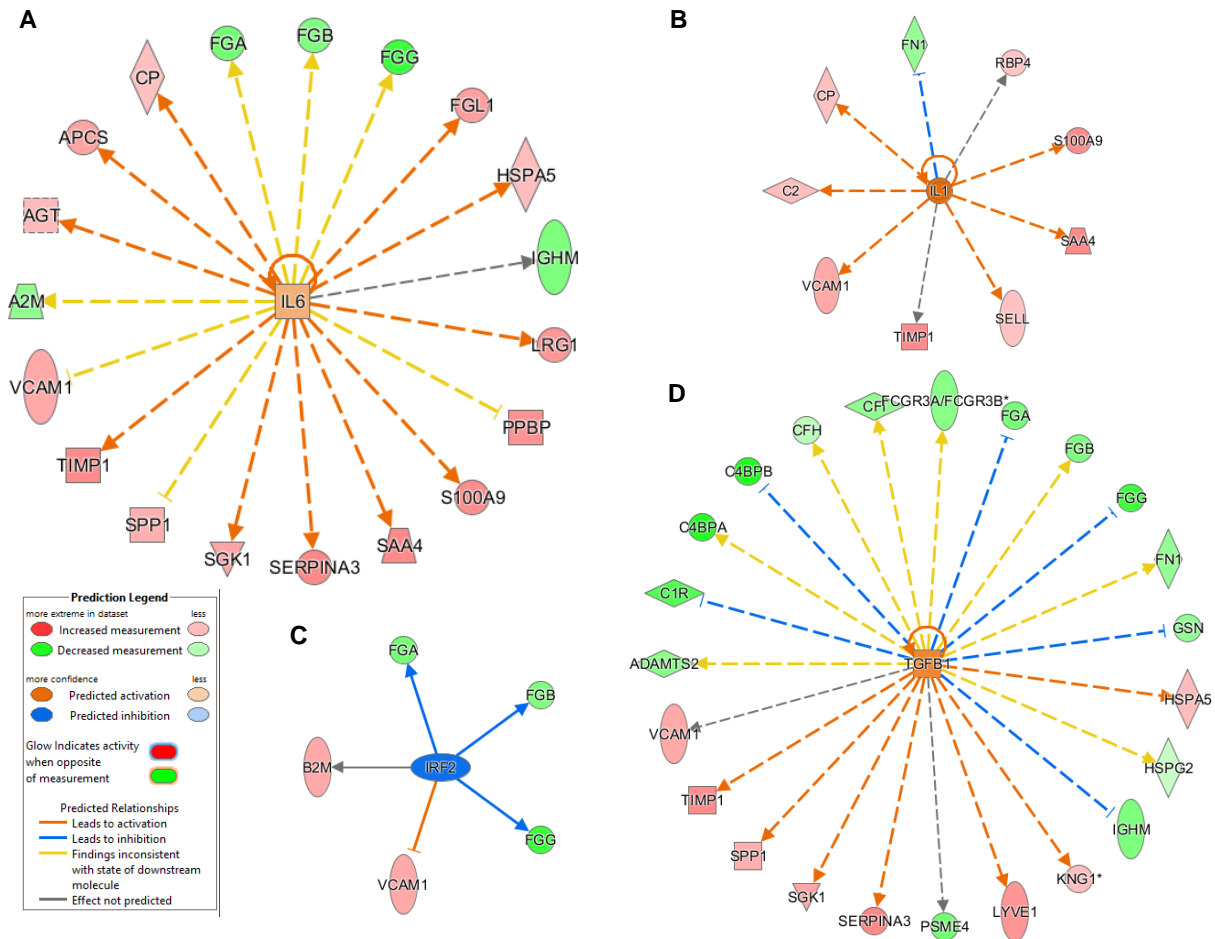 A
FGA
FGB
FGG
CP
FGL1
APCS
HSPA5
AGT
IGHM
A2M
IL6
LRG1
VCAM1
PPBP
TIMP1
S100A9
SPP1
SGK1
SERPINA3
SAA4
B
FN1
RBP4
CP
S100A9
C2
IL1
SAA4
VCAM1
SELL
TIMP1
Prediction Legend
more extreme in dataset less
Increased measurement
Decreased measurement
more confidence less
Predicted activation
Predicted inhibition
Glow Indicates activity
when opposite
of measurement
Predicted Relationships
Leads to activation
Leads to inhibition
Findings inconsistent
with state of downstream
molecule
Effect not predicted
C
FGA
FGB
B2M
IRF2
FGG
VCAM1
D
CFI
FCGR3A/FCGR3B*
FGA
CFH
FGB
C4BPB
FGG
C4BPA
FN1
C1R
GSN
ADAMTS2
TGFB1
HSPA5
VCAM1
HSPG2
TIMP1
IGHM
SPP1
KNG1*
SGK1
SERPINA3
PSME4
LYVE1